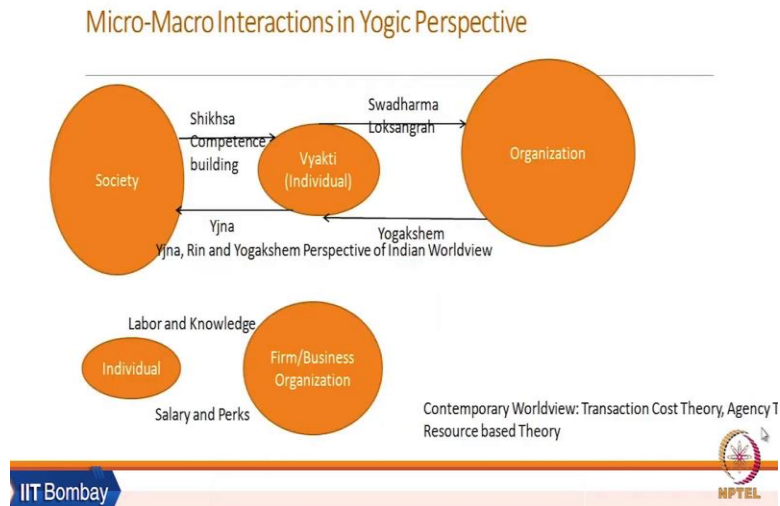 Micro-Macro Interactions in Yogic Perspective
Shikhsa
Competence
building
Swadharma
Loksangrah
Society
Vyakti
(Individual)
Organization
Yjna
Yogakshem
Yjna, Rin and Yogakshem Perspective of Indian Worldview
Labor and Knowledge
Individual
Firm/Business
Organization
Salary and Perks
Contemporary Worldview: Transaction Cost Theory, Agency T
Resource based Theory
IIT Bombay
NPTEL